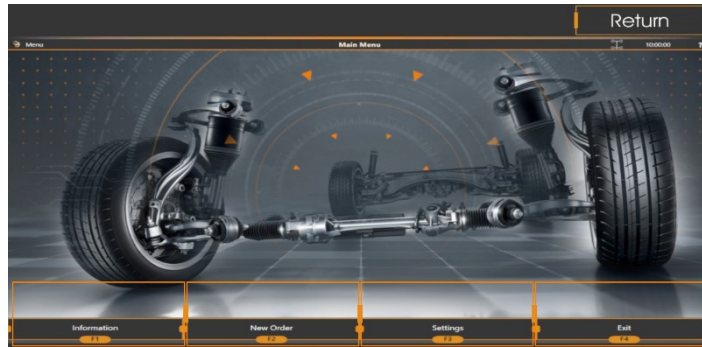 Return
Menu Main Menu 10:00:00 ?
Information New Order Settings Exit
F1 F2 F3 F4